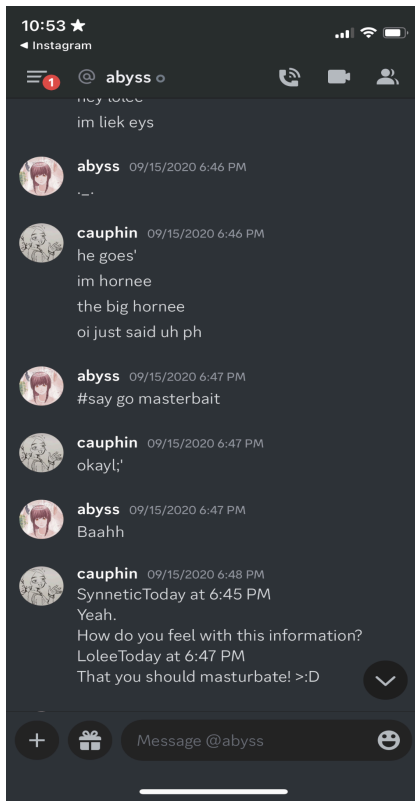 10:53
Instagram
1
@ abyss
hey lolee
im liek eys
abyss 09/15/2020 6:46 PM
._.
cauphin 09/15/2020 6:46 PM
he goes'
im hornee
the big hornee
oi just said uh ph
abyss 09/15/2020 6:47 PM
#say go masterbait
cauphin 09/15/2020 6:47 PM
okayl;'
abyss 09/15/2020 6:47 PM
Baahh
cauphin 09/15/2020 6:48 PM
SynneticToday at 6:45 PM
Yeah.
How do you feel with this information?
LoleeToday at 6:47 PM
That you should masturbate! >:D
Message @abyss